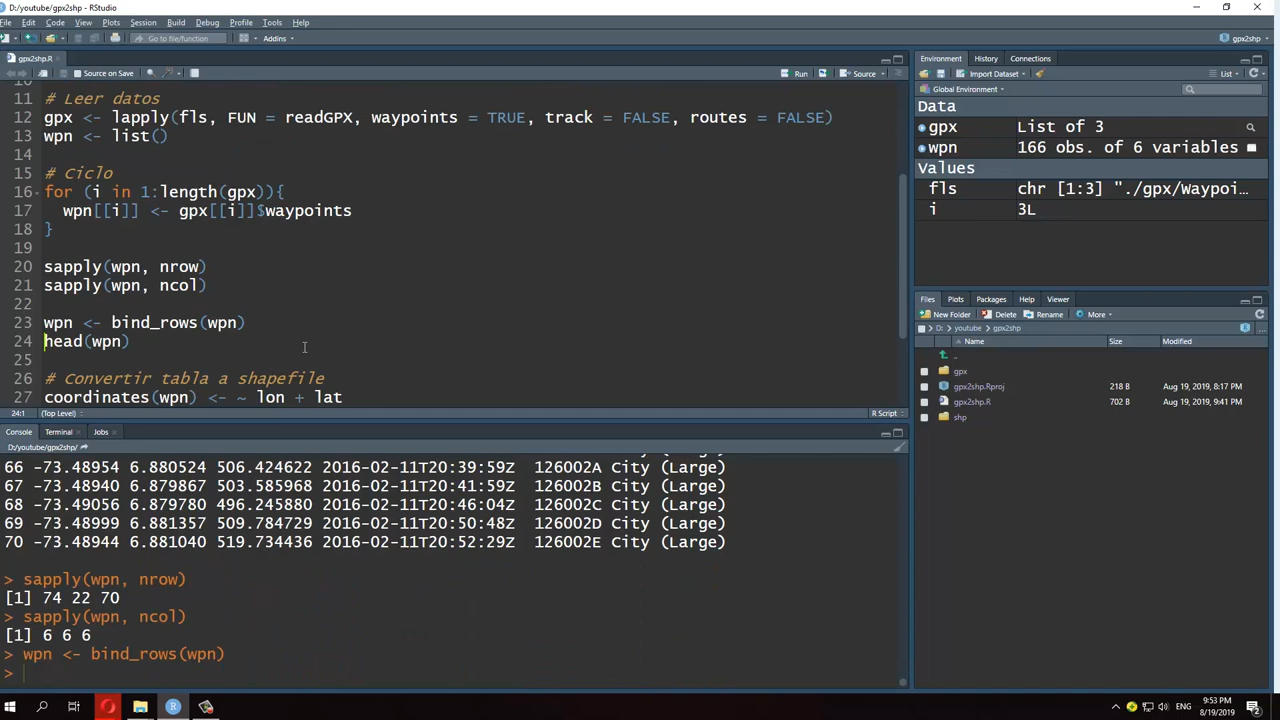 D:/youtube/gpx2shp - RStudio
File Edit Code View Plots Session Build Debug Profile Tools Help
Go to file/function Addins gpx2shp
gpx2shp.R
Source on Save Run Source
11 # Leer datos
12 gpx <- lapply(fls, FUN = readGPX, waypoints = TRUE, track = FALSE, routes = FALSE)
13 wpn <- list()
14
15 # Ciclo
16 for (i in 1:length(gpx)){
17 wpn[[i]] <- gpx[[i]]$waypoints
18 }
19
20 sapply(wpn, nrow)
21 sapply(wpn, ncol)
22
23 wpn <- bind_rows(wpn)
24 head(wpn)
25
26 # Convertir tabla a shapefile
27 coordinates(wpn) <- ~ lon + lat
24:1 (Top Level) R Script
Console Terminal Jobs
D:/youtube/gpx2shp/
66 -73.48954 6.880524 506.424622 2016-02-11T20:39:59Z 126002A City (Large)
67 -73.48940 6.879867 503.585968 2016-02-11T20:41:59Z 126002B City (Large)
68 -73.49056 6.879780 496.245880 2016-02-11T20:46:04Z 126002C City (Large)
69 -73.48999 6.881357 509.784729 2016-02-11T20:50:48Z 126002D City (Large)
70 -73.48944 6.881040 519.734436 2016-02-11T20:52:29Z 126002E City (Large)
> sapply(wpn, nrow)
[1] 74 22 70
> sapply(wpn, ncol)
[1] 6 6 6
> wpn <- bind_rows(wpn)
>
Environment History Connections
Import Dataset List
Global Environment
Data
gpx List of 3
wpn 166 obs. of 6 variables
Values
fls chr [1:3] "./gpx/Waypoi…
i 3L
Files Plots Packages Help Viewer
New Folder Delete Rename More
D: youtube gpx2shp
Name Size Modified
..
gpx
gpx2shp.Rproj 218 B Aug 19, 2019, 8:17 PM
gpx2shp.R 702 B Aug 19, 2019, 9:41 PM
shp
ENG
9:53 PM
8/19/2019
2